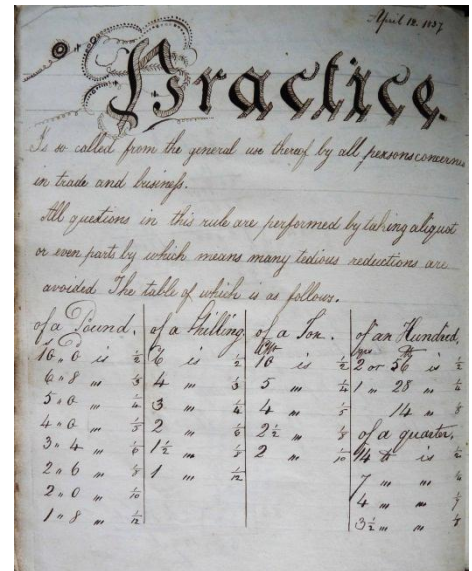 April 12. 1837
Practice.
Is so called from the general use thereof by all persons concerne
in trade and business.
All questions in this rule are performed by taking aliquot
or even parts by which means many tedious reductions are
avoided The table of which is as follows.
of a Pound. of a Shilling. of a Ton. of an Hundred,
10 „ 0 is 1/2 6 is 1/2 10 is 1/2 2 or 56 is 1/2
6 „ 8 „ 1/3 4 „ 1/3 5 „ 1/4 1 „ 28 „ 1/4
5 „ 0 „ 1/4 3 „ 1/4 4 „ 1/5 14 „ 8
4 „ 0 „ 1/5 2 „ 1/6 2 1/2 „ 1/8 of a quarter,
3 „ 4 „ 1/6 1 1/2 „ 1/8 2 „ 1/10 14 lb is 1/2
2 „ 6 „ 1/8 1 „ 1/12 7 „ „
2 „ 0 „ 1/10 4 „ „ 1/7
1 „ 8 „ 1/12 3 1/2 „ „